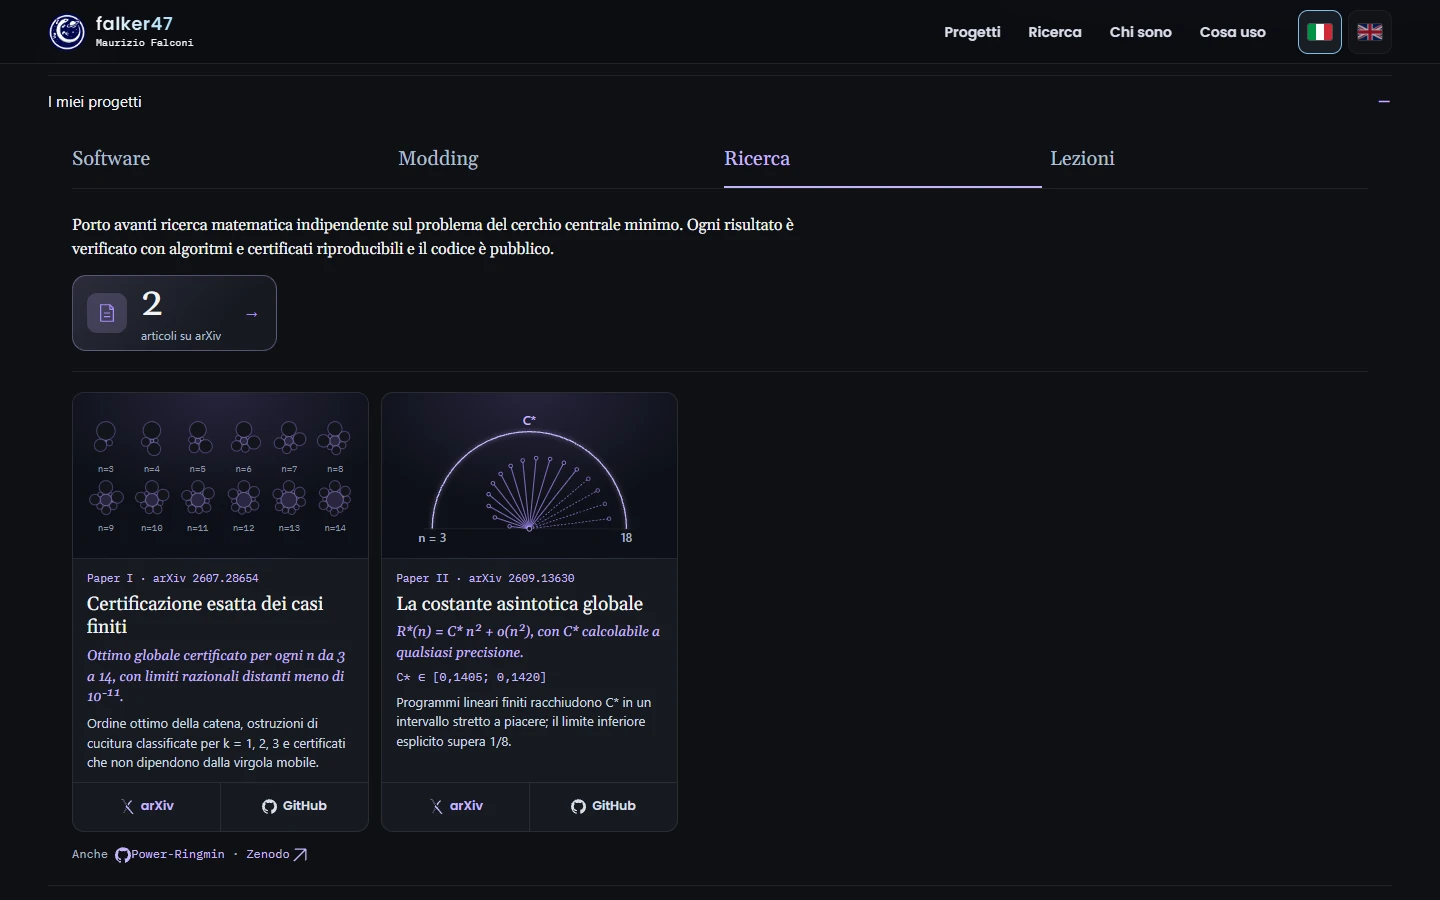 falker47
Maurizio Falconi
Progetti
Ricerca
Chi sono
Cosa uso
I miei progetti
Software
Modding
Ricerca
Lezioni
Porto avanti ricerca matematica indipendente sul problema del cerchio centrale minimo. Ogni risultato è
verificato con algoritmi e certificati riproducibili e il codice è pubblico.
2
articoli su arXiv
→
n=3 n=4 n=5 n=6 n=7 n=8
n=9 n=10 n=11 n=12 n=13 n=14
Paper I · arXiv 2607.28654
Certificazione esatta dei casi
finiti
Ottimo globale certificato per ogni n da 3
a 14, con limiti razionali distanti meno di
10⁻¹¹.
Ordine ottimo della catena, ostruzioni di
cucitura classificate per k = 1, 2, 3 e certificati
che non dipendono dalla virgola mobile.
arXiv
GitHub
C*
n = 3
18
Paper II · arXiv 2609.13630
La costante asintotica globale
R*(n) = C* n² + o(n²), con C* calcolabile a
qualsiasi precisione.
C* ∈ [0,1405; 0,1420]
Programmi lineari finiti racchiudono C* in un
intervallo stretto a piacere; il limite inferiore
esplicito supera 1/8.
arXiv
GitHub
Anche Power-Ringmin · Zenodo